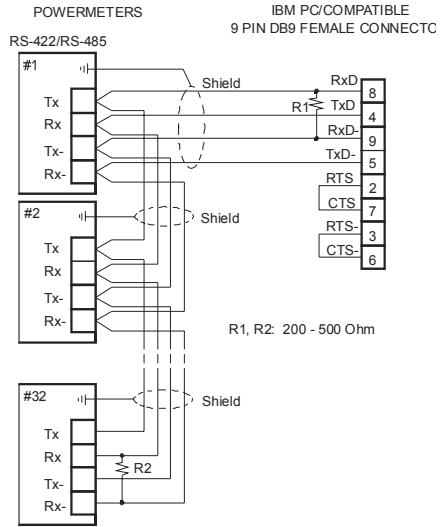 POWERMETERS
IBM PC/COMPATIBLE
9 PIN DB9 FEMALE CONNECTO
RS-422/RS-485
#1
Shield
RxD
8
Tx
R1
TxD
4
Rx
RxD-
9
Tx-
TxD-
5
Rx-
RTS
2
CTS
7
#2
Shield
RTS-
3
CTS-
6
Tx
Rx
Tx-
Rx-
R1, R2: 200 - 500 Ohm
#32
Shield
Tx
Rx
R2
Tx-
Rx-